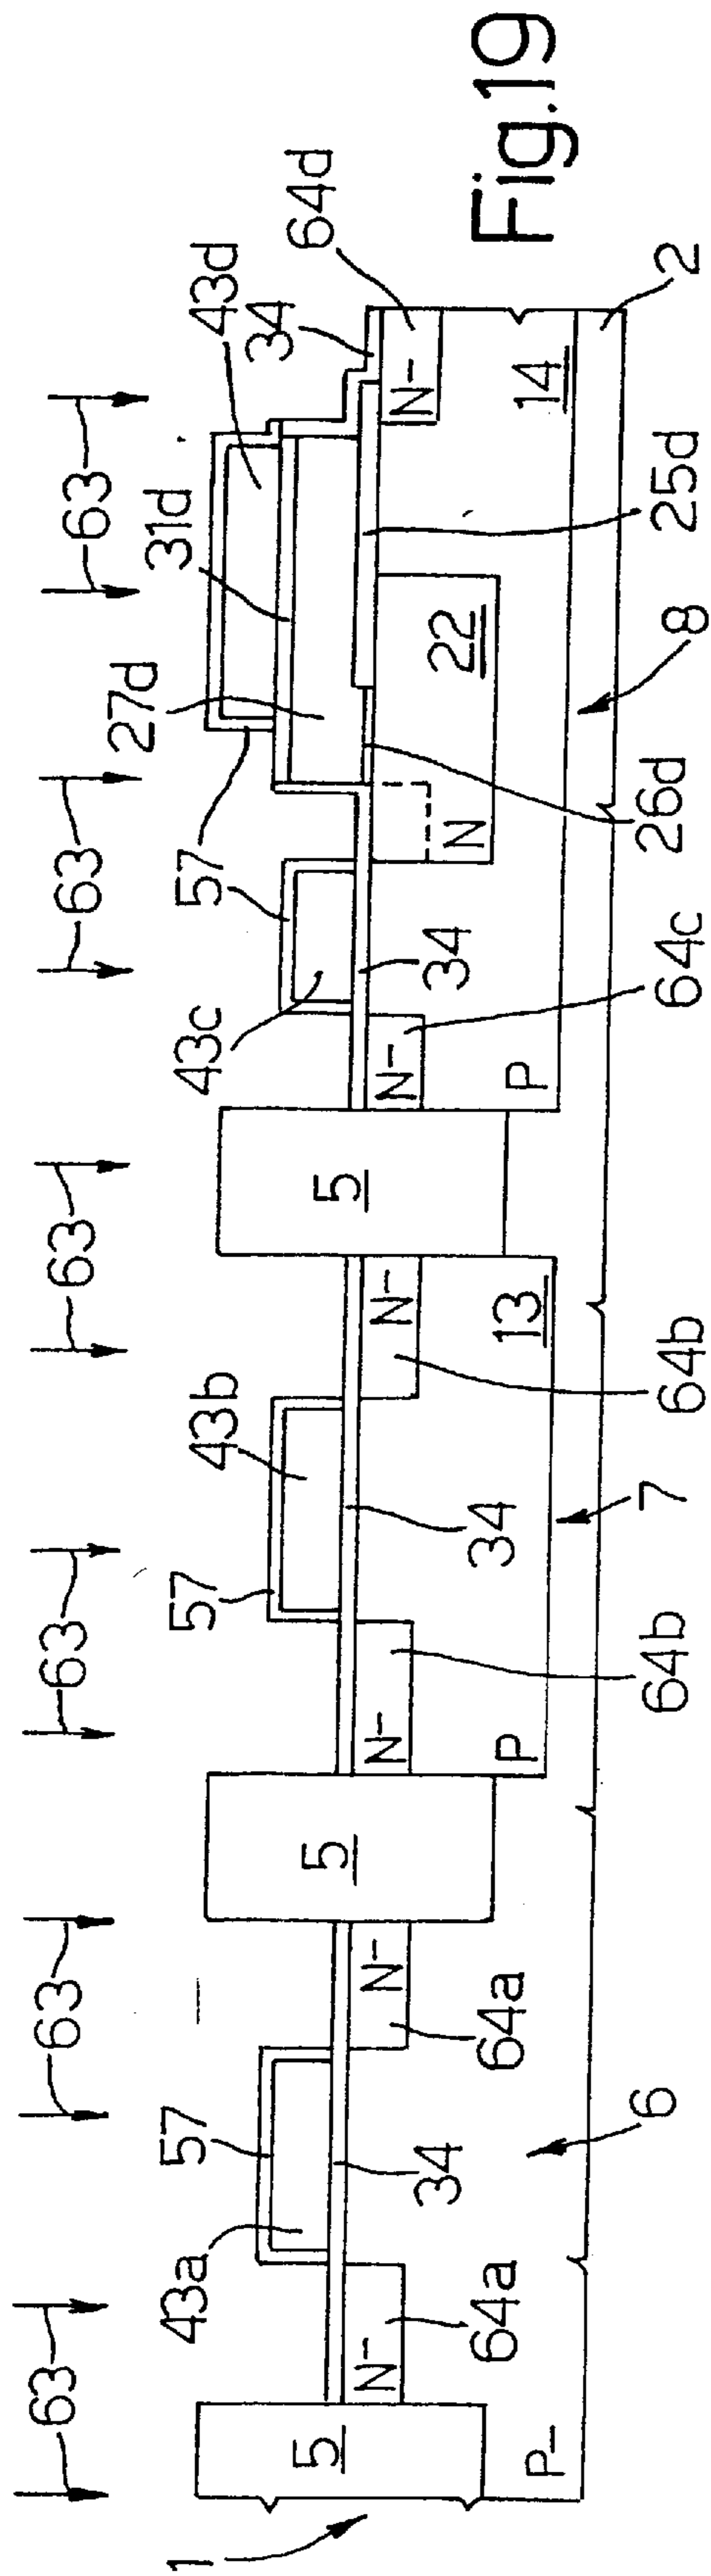 63 63 63 63 63 63
43a 57 57 43b 43c 57 27d 31d 43d 34 64d
5 N- N- 5 N- N- 5 N- N 22 N-
64a 34 64a 34 34
P- P 13 P 14
1 6 64b 7 64b 64c 26d 8 25d 2
Fig.19